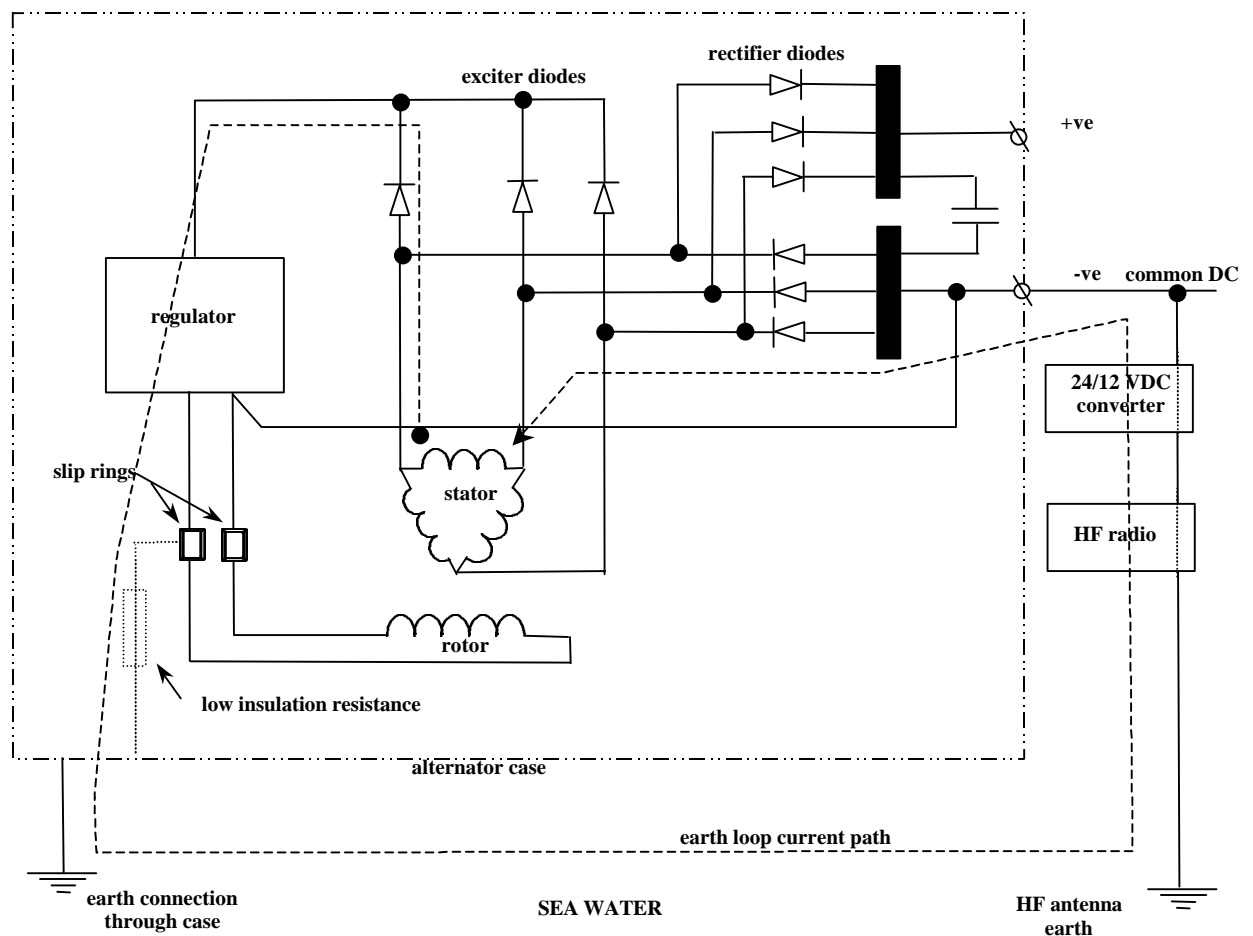 rectifier diodes
exciter diodes
+ve
-ve
common DC
regulator
24/12 VDC
converter
slip rings
stator
HF radio
rotor
low insulation resistance
alternator case
earth loop current path
earth connection
through case
SEA WATER
HF antenna
earth